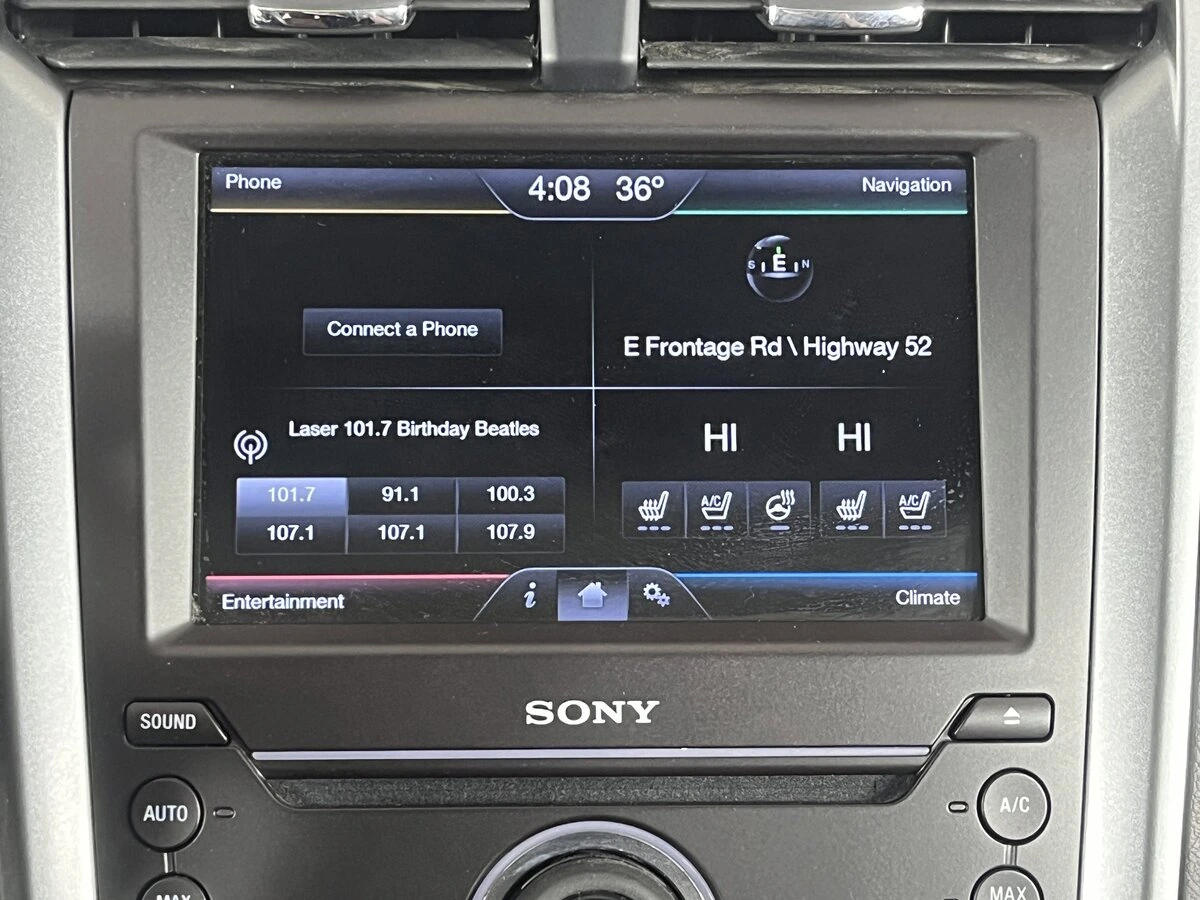 Phone
4:08 36°
Navigation
S E N
Connect a Phone
E Frontage Rd \ Highway 52
Laser 101.7 Birthday Beatles
HI HI
101.7 91.1 100.3
A/C A/C
107.1 107.1 107.9
Entertainment
i
Climate
SONY
SOUND
AUTO
A/C
MAX
MAX